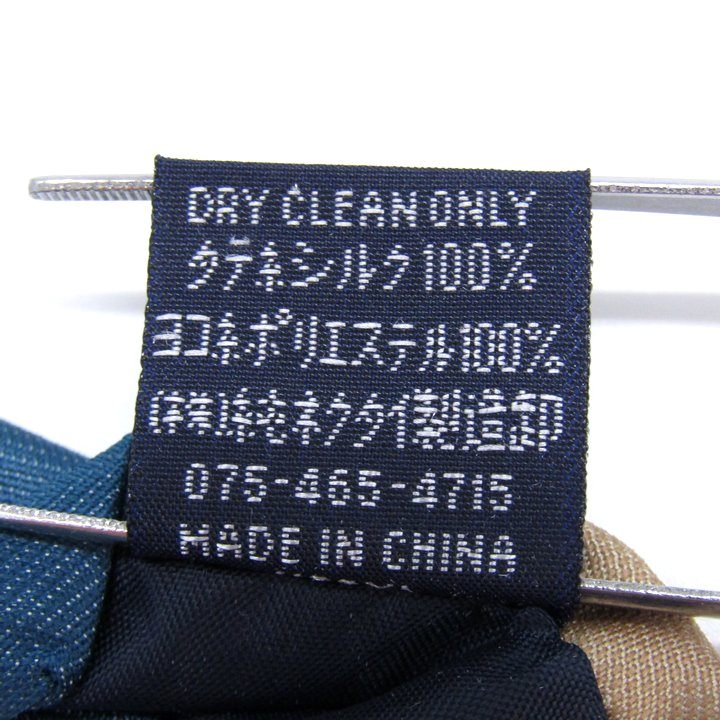 DRY CLEAN ONLY
タテ糸シルク100%
ヨコ糸ポリエステル100%
ネクタイ製造卸
075-465-4715
MADE IN CHINA